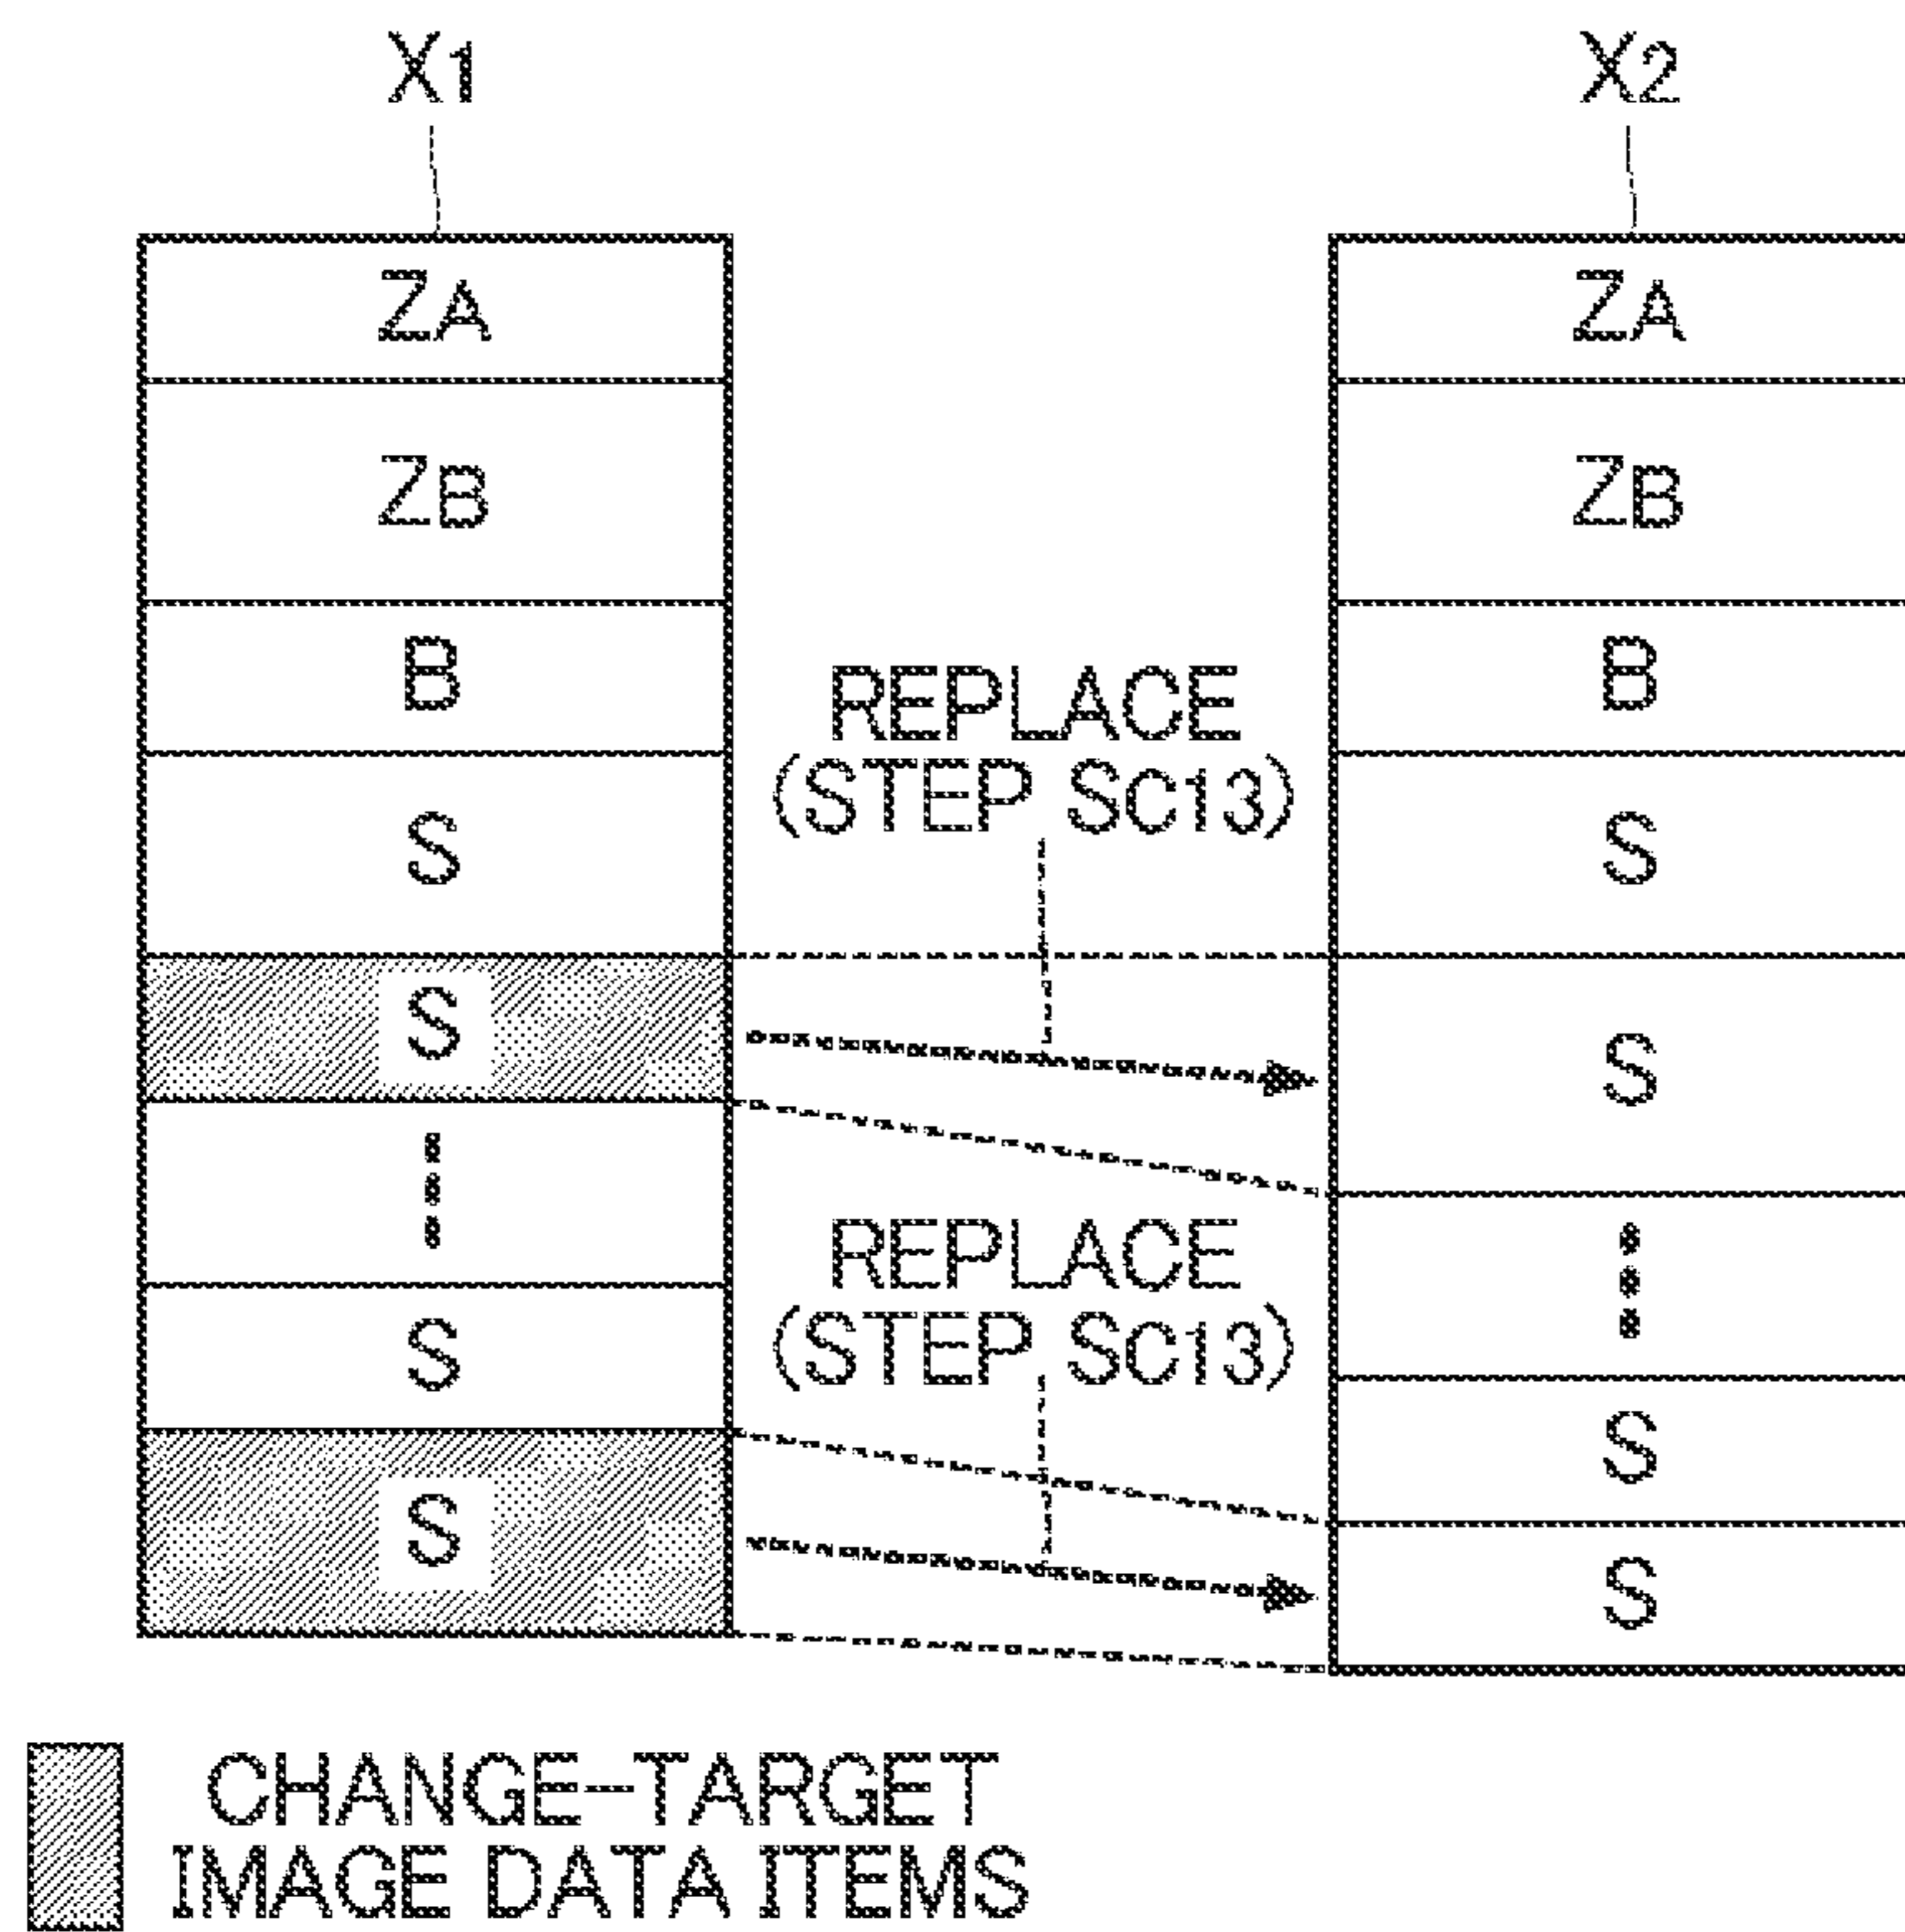 X1
X2
ZA
ZA
ZB
ZB
B
B
REPLACE
(STEP SC13)
S
S
S
S
REPLACE
(STEP SC13)
S
S
S
S
CHANGE-TARGET
IMAGE DATA ITEMS